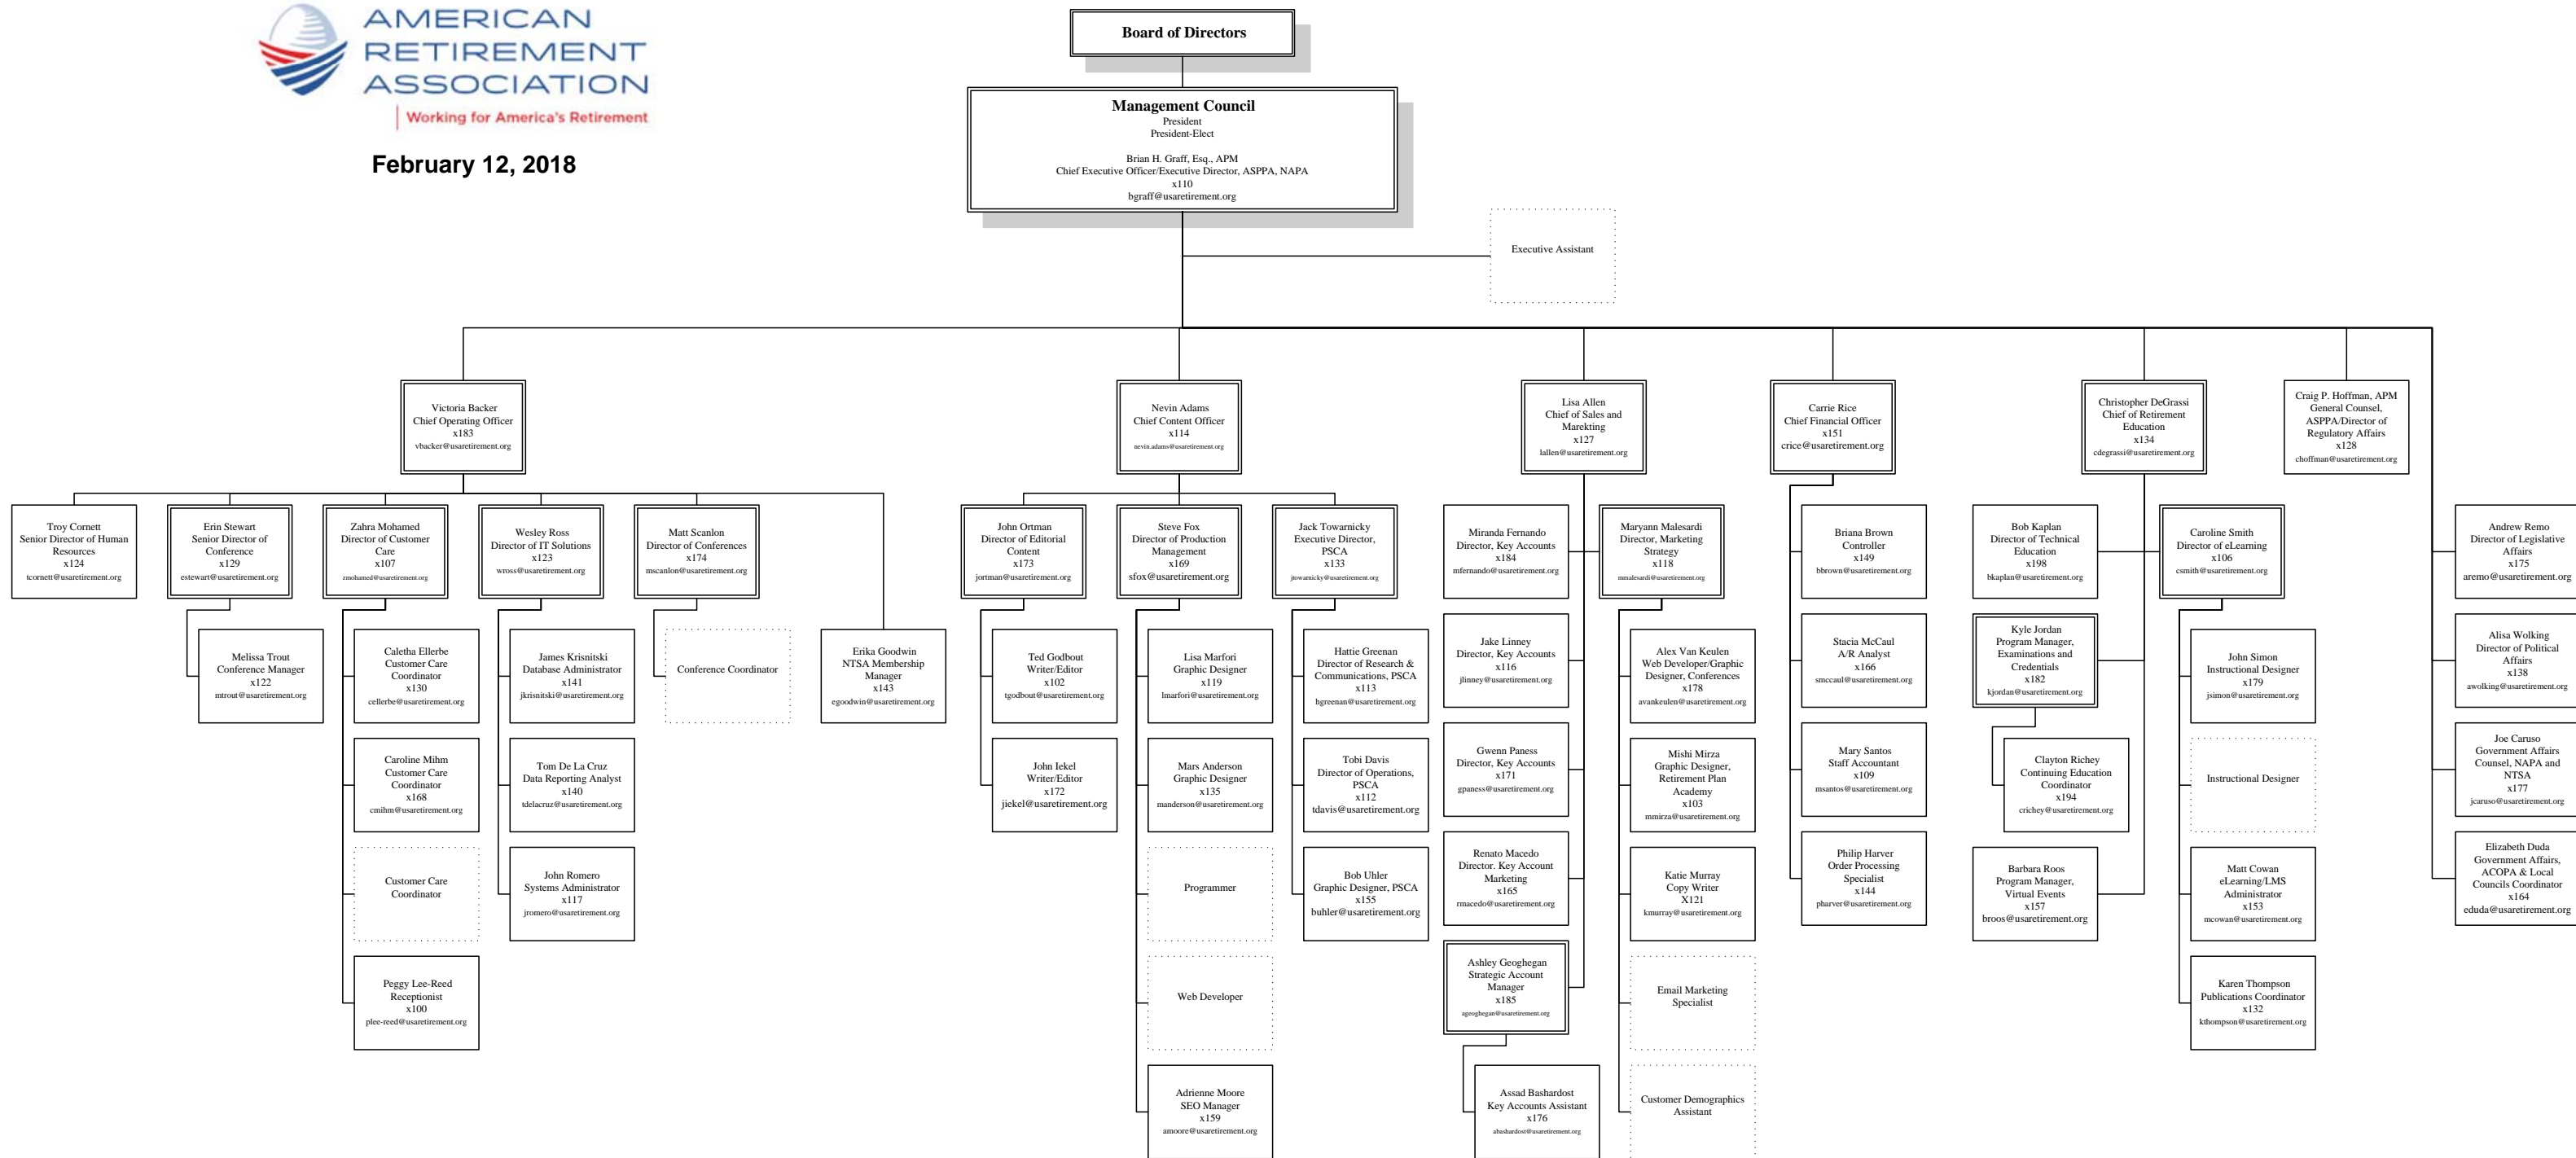 AMERICAN
RETIREMENT
ASSOCIATION
Working for America's Retirement
February 12, 2018
Board of Directors
Management Council
President
President-Elect
Brian H. Graff, Esq., APM
Chief Executive Officer/Executive Director, ASPPA, NAPA
x110
bgraff@usaretirement.org
Executive Assistant
Victoria Backer
Chief Operating Officer
x183
vbacker@usaretirement.org
Nevin Adams
Chief Content Officer
x114
nevin.adams@usaretirement.org
Lisa Allen
Chief of Sales and
Marekting
x127
lallen@usaretirement.org
Carrie Rice
Chief Financial Officer
x151
crice@usaretirement.org
Christopher DeGrassi
Chief of Retirement
Education
x134
cdegrassi@usaretirement.org
Craig P. Hoffman, APM
General Counsel,
ASPPA/Director of
Regulatory Affairs
x128
choffman@usaretirement.org
Troy Cornett
Senior Director of Human
Resources
x124
tcornett@usaretirement.org
Erin Stewart
Senior Director of
Conference
x129
estewart@usaretirement.org
Zahra Mohamed
Director of Customer
Care
x107
zmohamed@usaretirement.org
Wesley Ross
Director of IT Solutions
x123
wross@usaretirement.org
Matt Scanlon
Director of Conferences
x174
mscanlon@usaretirement.org
John Ortman
Director of Editorial
Content
x173
jortman@usaretirement.org
Steve Fox
Director of Production
Management
x169
sfox@usaretirement.org
Jack Towarnicky
Executive Director,
PSCA
x133
jtowarnicky@usaretirement.org
Miranda Fernando
Director, Key Accounts
x184
mfernando@usaretirement.org
Maryann Malesardi
Director, Marketing
Strategy
x118
mmalesardi@usaretirement.org
Briana Brown
Controller
x149
bbrown@usaretirement.org
Bob Kaplan
Director of Technical
Education
x198
bkaplan@usaretirement.org
Caroline Smith
Director of eLearning
x106
csmith@usaretirement.org
Andrew Remo
Director of Legislative
Affairs
x175
aremo@usaretirement.org
Melissa Trout
Conference Manager
x122
mtrout@usaretirement.org
Caletha Ellerbe
Customer Care
Coordinator
x130
cellerbe@usaretirement.org
James Krisnitski
Database Administrator
x141
jkrisnitski@usaretirement.org
Conference Coordinator
Erika Goodwin
NTSA Membership
Manager
x143
egoodwin@usaretirement.org
Ted Godbout
Writer/Editor
x102
tgodbout@usaretirement.org
Lisa Marfori
Graphic Designer
x119
lmarfori@usaretirement.org
Hattie Greenan
Director of Research &
Communications, PSCA
x113
hgreenan@usaretirement.org
Jake Linney
Director, Key Accounts
x116
jlinney@usaretirement.org
Alex Van Keulen
Web Developer/Graphic
Designer, Conferences
x178
avankeulen@usaretirement.org
Stacia McCaul
A/R Analyst
x166
smccaul@usaretirement.org
Kyle Jordan
Program Manager,
Examinations and
Credentials
x182
kjordan@usaretirement.org
John Simon
Instructional Designer
x179
jsimon@usaretirement.org
Alisa Wolking
Director of Political
Affairs
x138
awolking@usaretirement.org
Caroline Mihm
Customer Care
Coordinator
x168
cmihm@usaretirement.org
Tom De La Cruz
Data Reporting Analyst
x140
tdelacruz@usaretirement.org
John Iekel
Writer/Editor
x172
jiekel@usaretirement.org
Mars Anderson
Graphic Designer
x135
manderson@usaretirement.org
Tobi Davis
Director of Operations,
PSCA
x112
tdavis@usaretirement.org
Gwenn Paness
Director, Key Accounts
x171
gpaness@usaretirement.org
Mishi Mirza
Graphic Designer,
Retirement Plan
Academy
x103
mmirza@usaretirement.org
Mary Santos
Staff Accountant
x109
msantos@usaretirement.org
Clayton Richey
Continuing Education
Coordinator
x194
crichey@usaretirement.org
Instructional Designer
Joe Caruso
Government Affairs
Counsel, NAPA and
NTSA
x177
jcaruso@usaretirement.org
Customer Care
Coordinator
John Romero
Systems Administrator
x117
jromero@usaretirement.org
Programmer
Bob Uhler
Graphic Designer, PSCA
x155
buhler@usaretirement.org
Renato Macedo
Director. Key Account
Marketing
x165
rmacedo@usaretirement.org
Katie Murray
Copy Writer
X121
kmurray@usaretirement.org
Philip Harver
Order Processing
Specialist
x144
pharver@usaretirement.org
Barbara Roos
Program Manager,
Virtual Events
x157
broos@usaretirement.org
Matt Cowan
eLearning/LMS
Administrator
x153
mcowan@usaretirement.org
Elizabeth Duda
Government Affairs,
ACOPA & Local
Councils Coordinator
x164
eduda@usaretirement.org
Peggy Lee-Reed
Receptionist
x100
plee-reed@usaretirement.org
Web Developer
Ashley Geoghegan
Strategic Account
Manager
x185
ageoghegan@usaretirement.org
Email Marketing
Specialist
Karen Thompson
Publications Coordinator
x132
kthompson@usaretirement.org
Adrienne Moore
SEO Manager
x159
amoore@usaretirement.org
Assad Bashardost
Key Accounts Assistant
x176
abashardost@usaretirement.org
Customer Demographics
Assistant